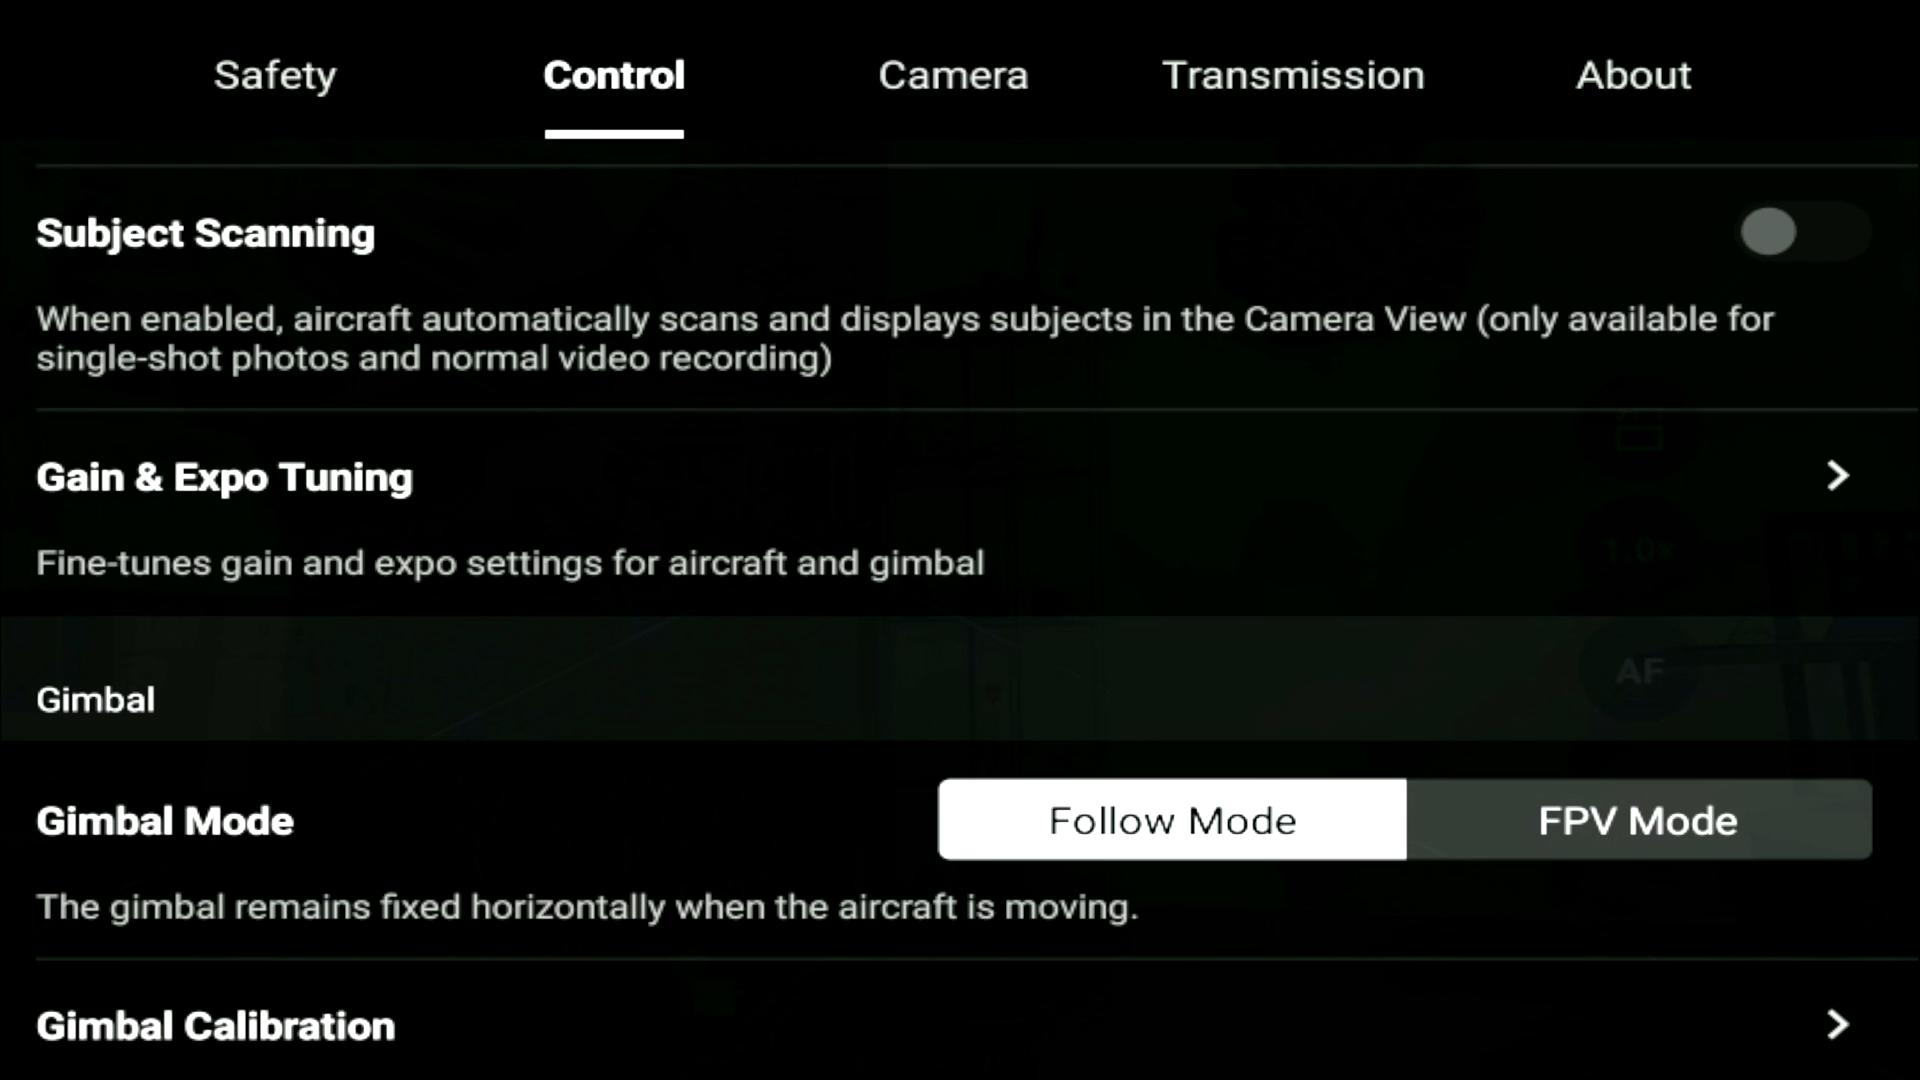 Safety Control Camera Transmission About
Subject Scanning
When enabled, aircraft automatically scans and displays subjects in the Camera View (only available for
single-shot photos and normal video recording)
Gain & Expo Tuning
1.0×
Fine-tunes gain and expo settings for aircraft and gimbal
AF
Gimbal
Gimbal Mode Follow Mode FPV Mode
The gimbal remains fixed horizontally when the aircraft is moving.
Gimbal Calibration